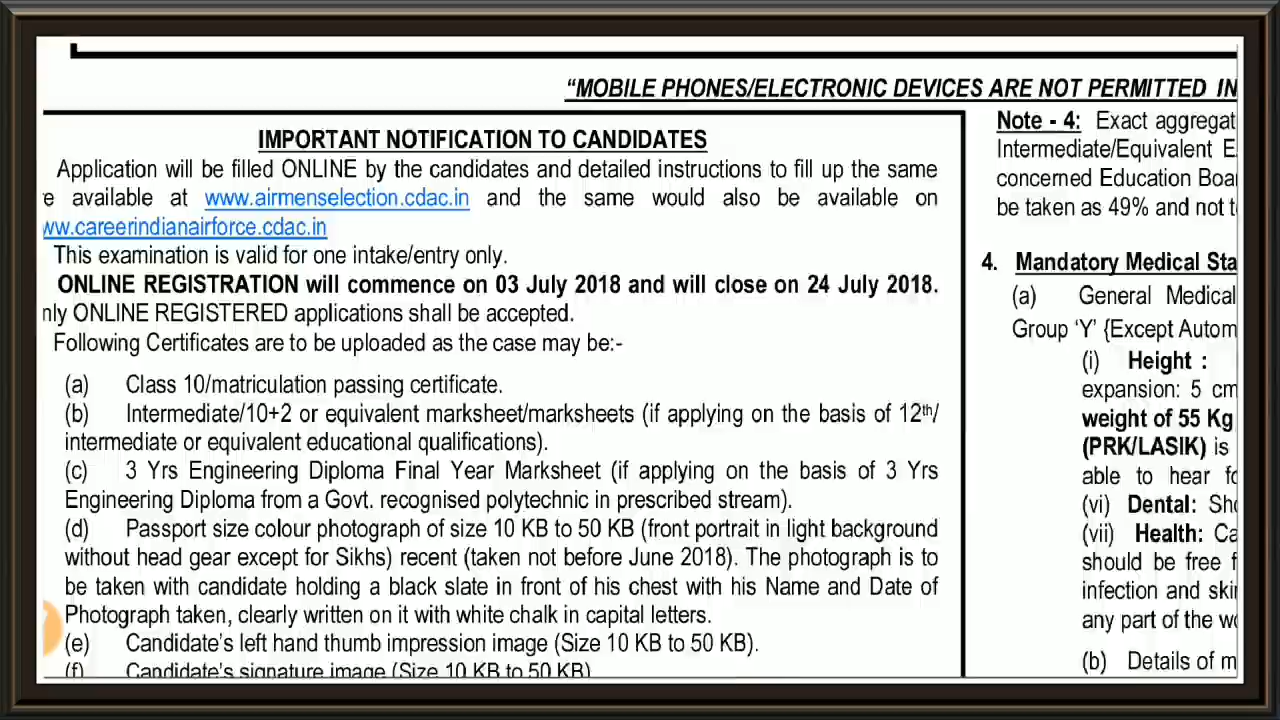 “MOBILE PHONES/ELECTRONIC DEVICES ARE NOT PERMITTED IN
IMPORTANT NOTIFICATION TO CANDIDATES
Application will be filled ONLINE by the candidates and detailed instructions to fill up the same
e available at www.airmenselection.cdac.in and the same would also be available on
ww.careerindianairforce.cdac.in
This examination is valid for one intake/entry only.
ONLINE REGISTRATION will commence on 03 July 2018 and will close on 24 July 2018.
nly ONLINE REGISTERED applications shall be accepted.
Following Certificates are to be uploaded as the case may be:-
(a) Class 10/matriculation passing certificate.
(b) Intermediate/10+2 or equivalent marksheet/marksheets (if applying on the basis of 12th/
intermediate or equivalent educational qualifications).
(c) 3 Yrs Engineering Diploma Final Year Marksheet (if applying on the basis of 3 Yrs
Engineering Diploma from a Govt. recognised polytechnic in prescribed stream).
(d) Passport size colour photograph of size 10 KB to 50 KB (front portrait in light background
without head gear except for Sikhs) recent (taken not before June 2018). The photograph is to
be taken with candidate holding a black slate in front of his chest with his Name and Date of
Photograph taken, clearly written on it with white chalk in capital letters.
(e) Candidate’s left hand thumb impression image (Size 10 KB to 50 KB).
(f) Candidate’s signature image (Size 10 KB to 50 KB)
Note - 4: Exact aggregat
Intermediate/Equivalent E
concerned Education Boa
be taken as 49% and not t
4. Mandatory Medical Sta
(a) General Medical
Group ‘Y’ {Except Autom
(i) Height :
expansion: 5 cm
weight of 55 Kg
(PRK/LASIK) is
able to hear fo
(vi) Dental: Sho
(vii) Health: Ca
should be free f
infection and ski
any part of the w
(b) Details of m